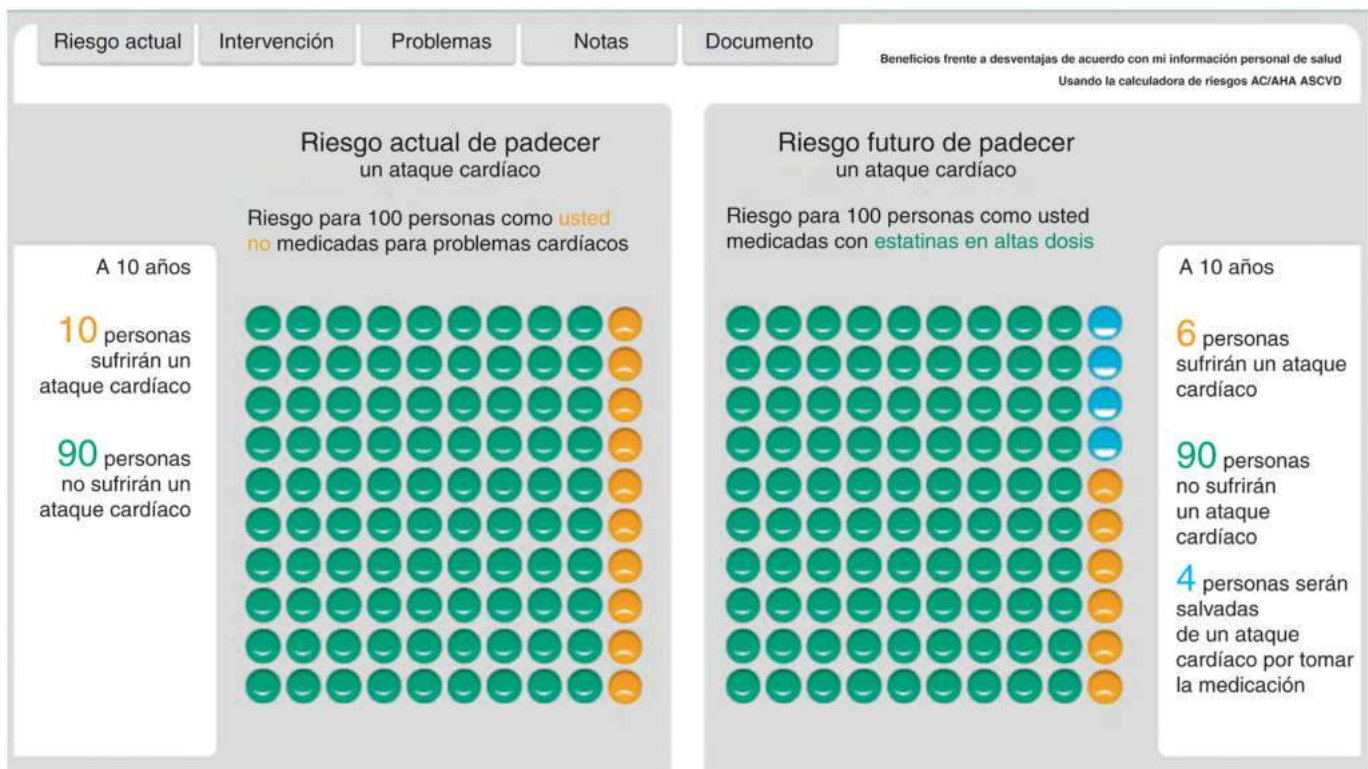 Riesgo actual
Intervención
Problemas
Notas
Documento
Beneficios frente a desventajas de acuerdo con mi información personal de salud
Usando la calculadora de riesgos AC/AHA ASCVD
Riesgo actual de padecer
un ataque cardíaco
Riesgo para 100 personas como usted
no medicadas para problemas cardíacos
A 10 años
10 personas
sufrirán un
ataque cardíaco
90 personas
no sufrirán un
ataque cardíaco
Riesgo futuro de padecer
un ataque cardíaco
Riesgo para 100 personas como usted
medicadas con estatinas en altas dosis
A 10 años
6 personas
sufrirán un ataque
cardíaco
90 personas
no sufrirán
un ataque
cardíaco
4 personas serán
salvadas
de un ataque
cardíaco por tomar
la medicación